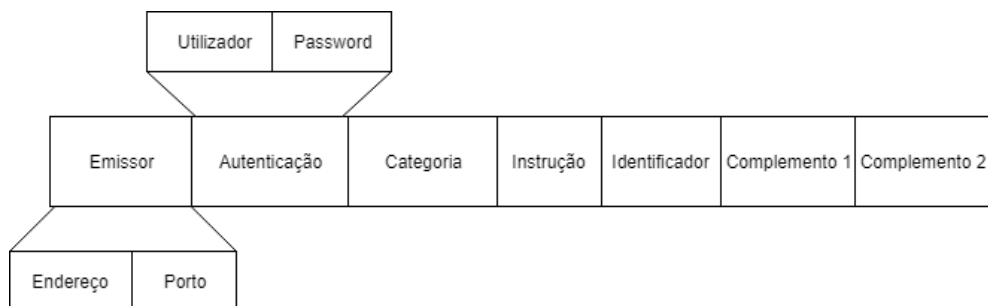 Utilizador Password
Emissor Autenticação Categoria Instrução Identificador Complemento 1 Complemento 2
Endereço Porto